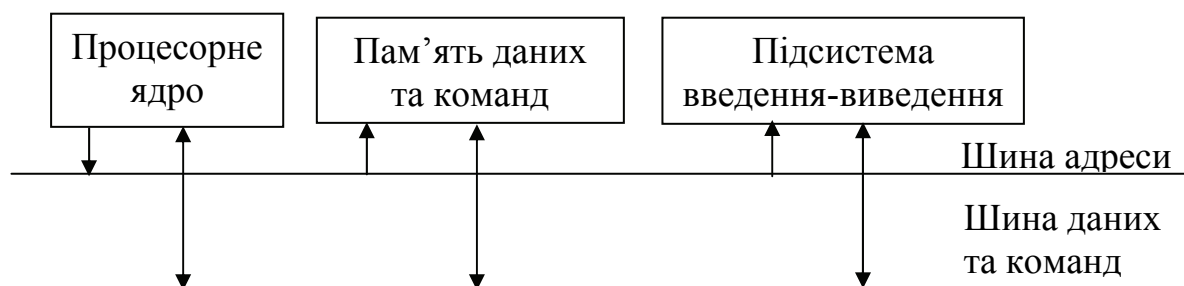 Процесорне
ядро
Пам’ять даних
та команд
Підсистема
введення-виведення
Шина адреси
Шина даних
та команд